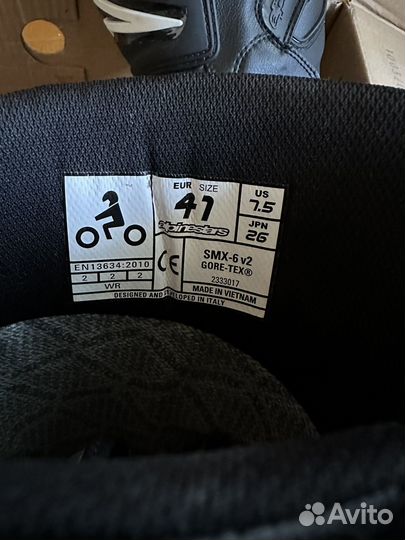 EUR SIZE
41
alpinestars
US
7.5
JPN
26
EN13634:2010
2 2 2
WR
CE
SMX-6 v2
GORE-TEX®
2333017
MADE IN VIETNAM
DESIGNED AND DEVELOPED IN ITALY
Avito